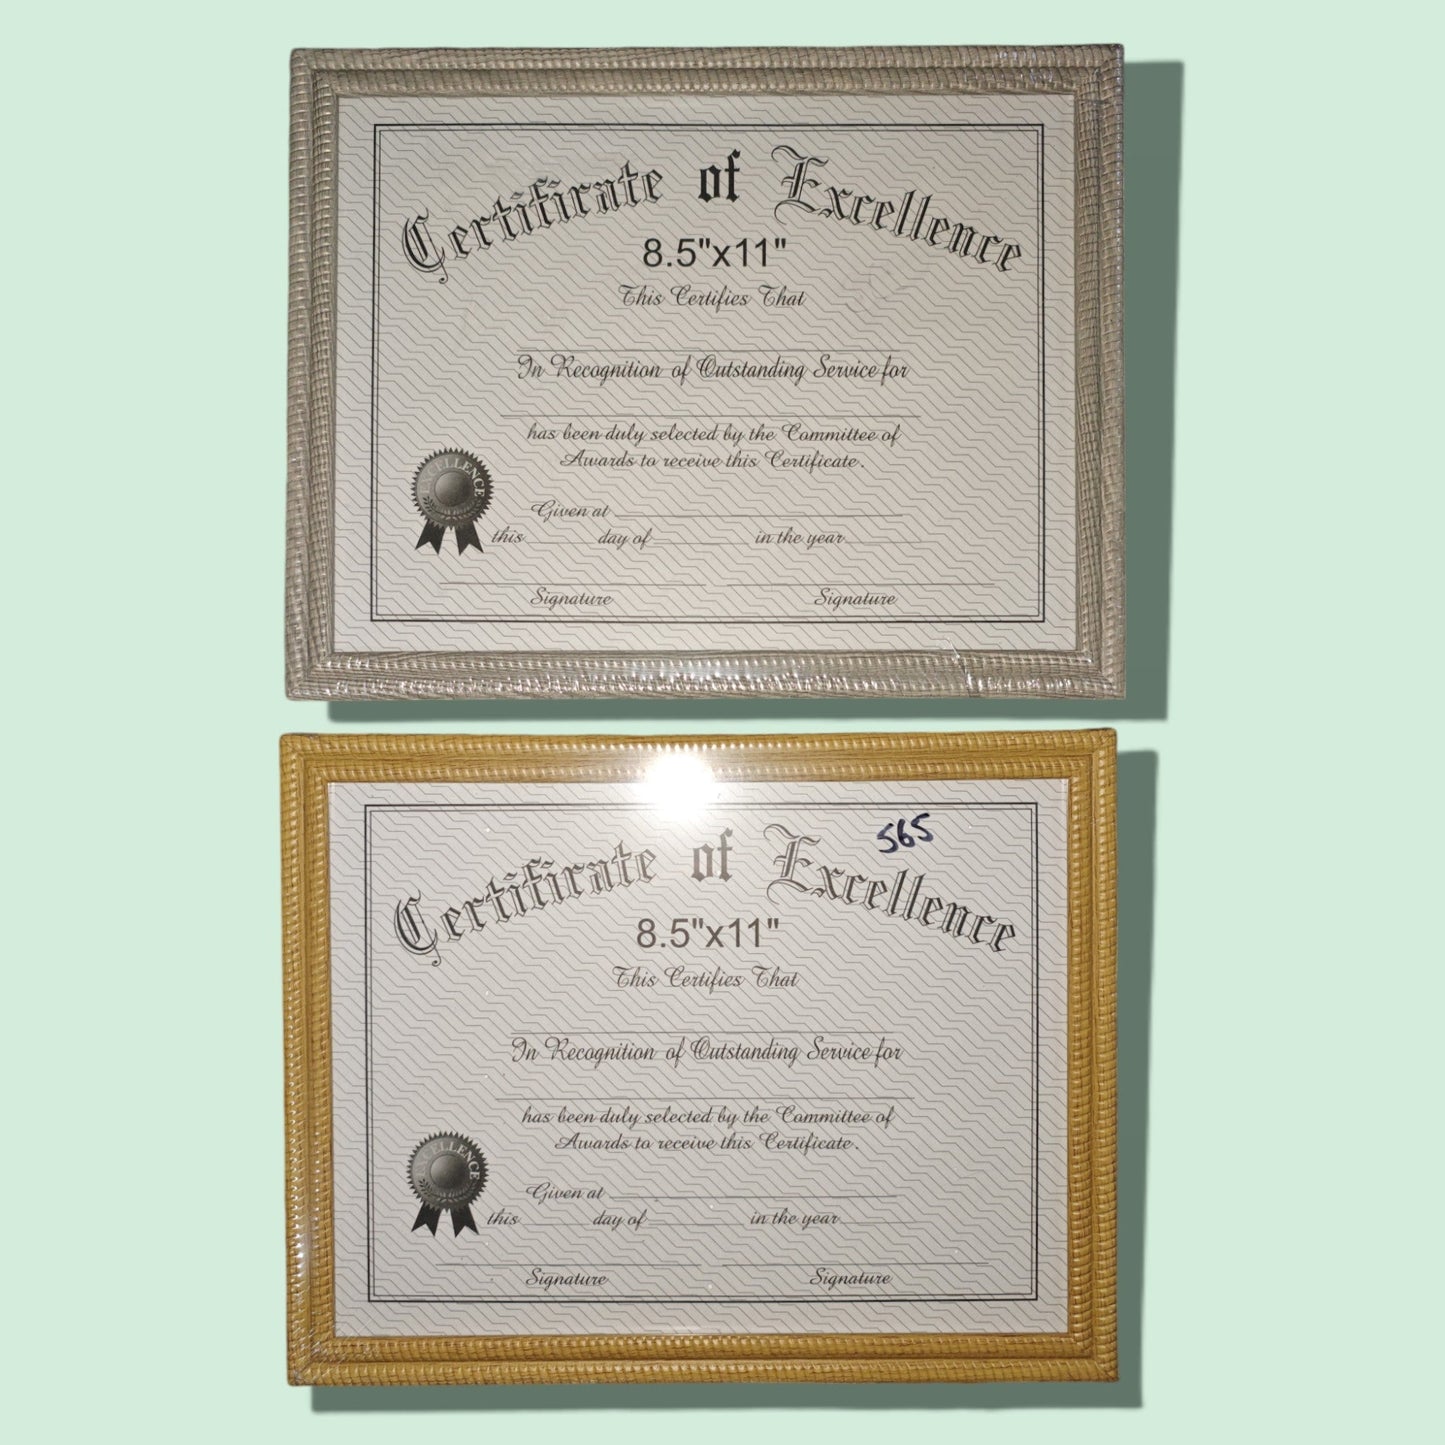 Certificate of Excellence
8.5"x11"
This Certifies That
In Recognition of Outstanding Service for
has been duly selected by the Committee of
Awards to receive this Certificate.
EXCELLENCE
Given at
this day of in the year
Signature Signature
565
Certificate of Excellence
8.5"x11"
This Certifies That
In Recognition of Outstanding Service for
has been duly selected by the Committee of
Awards to receive this Certificate.
EXCELLENCE
Given at
this day of in the year
Signature Signature